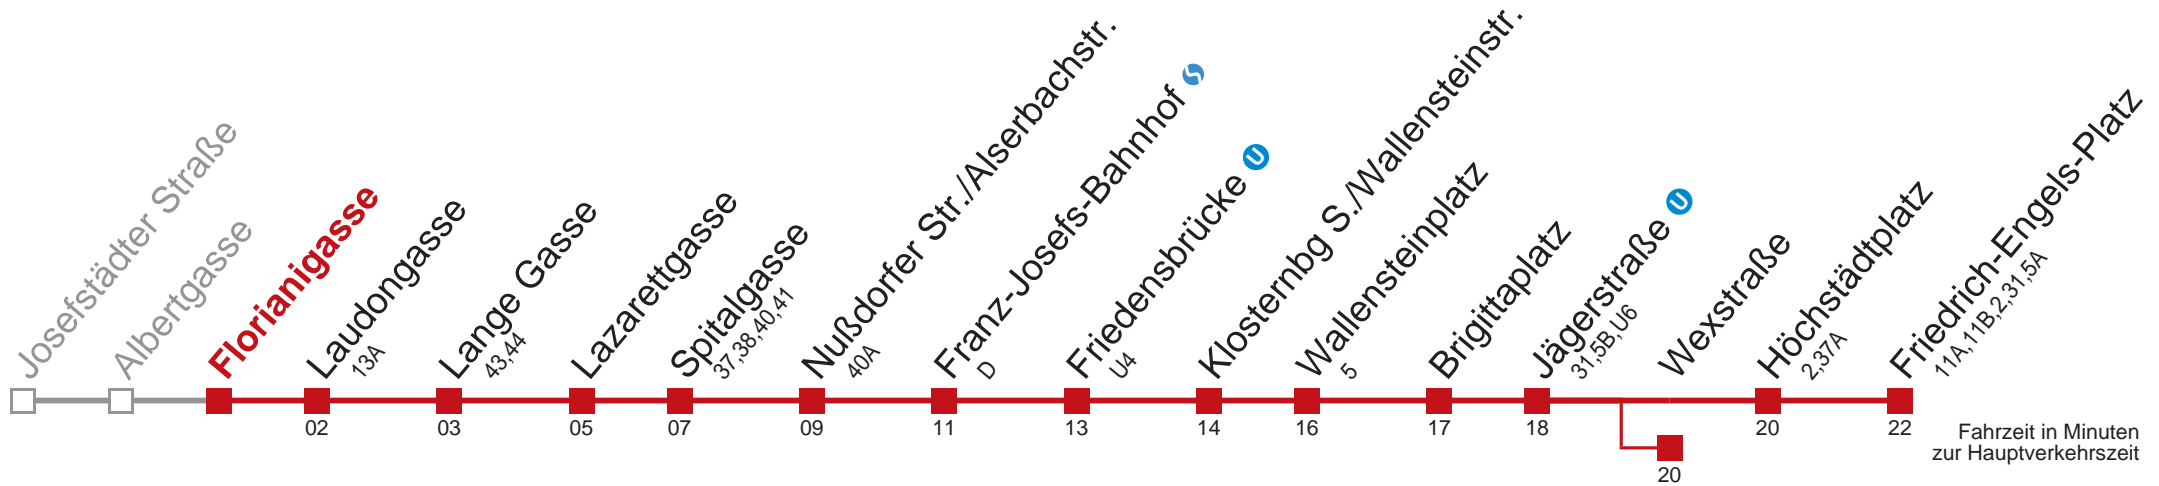 Josefstädter Straße
Albertgasse
Florianigasse
Laudongasse
13A
Lange Gasse
43,44
Lazarettgasse
Spitalgasse
37,38,40,41
Nußdorfer Str./Alserbachstr.
40A
Franz-Josefs-Bahnhof S
D
Friedensbrücke U
U4
Klosternbg S./Wallensteinstr.
Wallensteinplatz
5
Brigittaplatz
Jägerstraße U
31,5B,U6
Wexstraße
Höchstädtplatz
2,37A
Friedrich-Engels-Platz
11A,11B,2,31,5A
02 03 05 07 09 11 13 14 16 17 18 20 22
20
Fahrzeit in Minuten
zur Hauptverkehrszeit